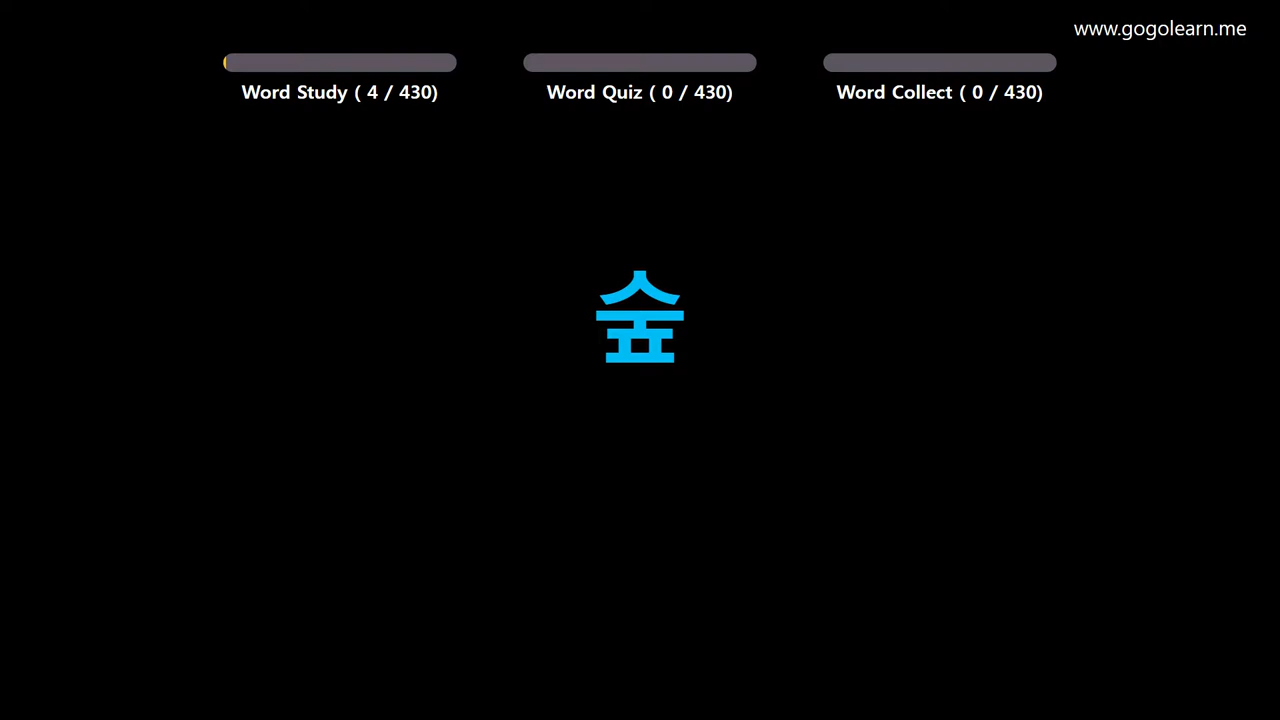 www.gogolearn.me
Word Study ( 4 / 430)
Word Quiz ( 0 / 430)
Word Collect ( 0 / 430)
숲